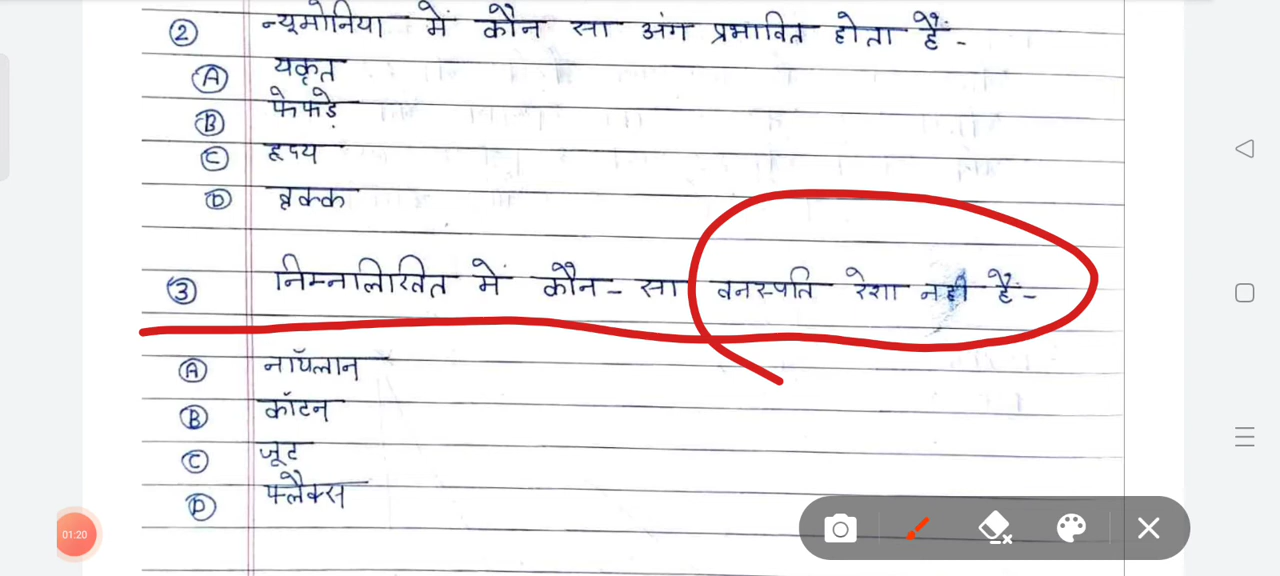 ② न्यूमोनिया में कौन सा अंग प्रभावित होता है -
Ⓐ यकृत
Ⓑ फेफड़े
Ⓒ हृदय
Ⓓ वृक्क
③ निम्नलिखित में कौन - सा वनस्पति रेशा नही है -
Ⓐ नॉयलान
Ⓑ कॉटन
Ⓒ जूट
Ⓓ फ्लैक्स
01:20